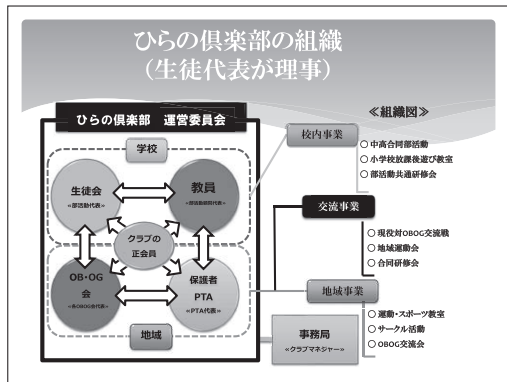 ひらの倶楽部の組織
（生徒代表が理事）
ひらの倶楽部　運営委員会
学校
生徒会
≪部活動代表≫
教員
≪部活動顧問代表≫
クラブの
正会員
OB・OG
会
≪各OBOG会代表≫
保護者
PTA
≪PTA代表≫
地域
≪組織図≫
校内事業
○中高合同部活動
○小学校放課後遊び教室
○部活動共通研修会
交流事業
○現役対OBOG交流戦
○地域運動会
○合同研修会
地域事業
○運動・スポーツ教室
○サークル活動
○OBOG交流会
事務局
≪クラブマネジャー≫